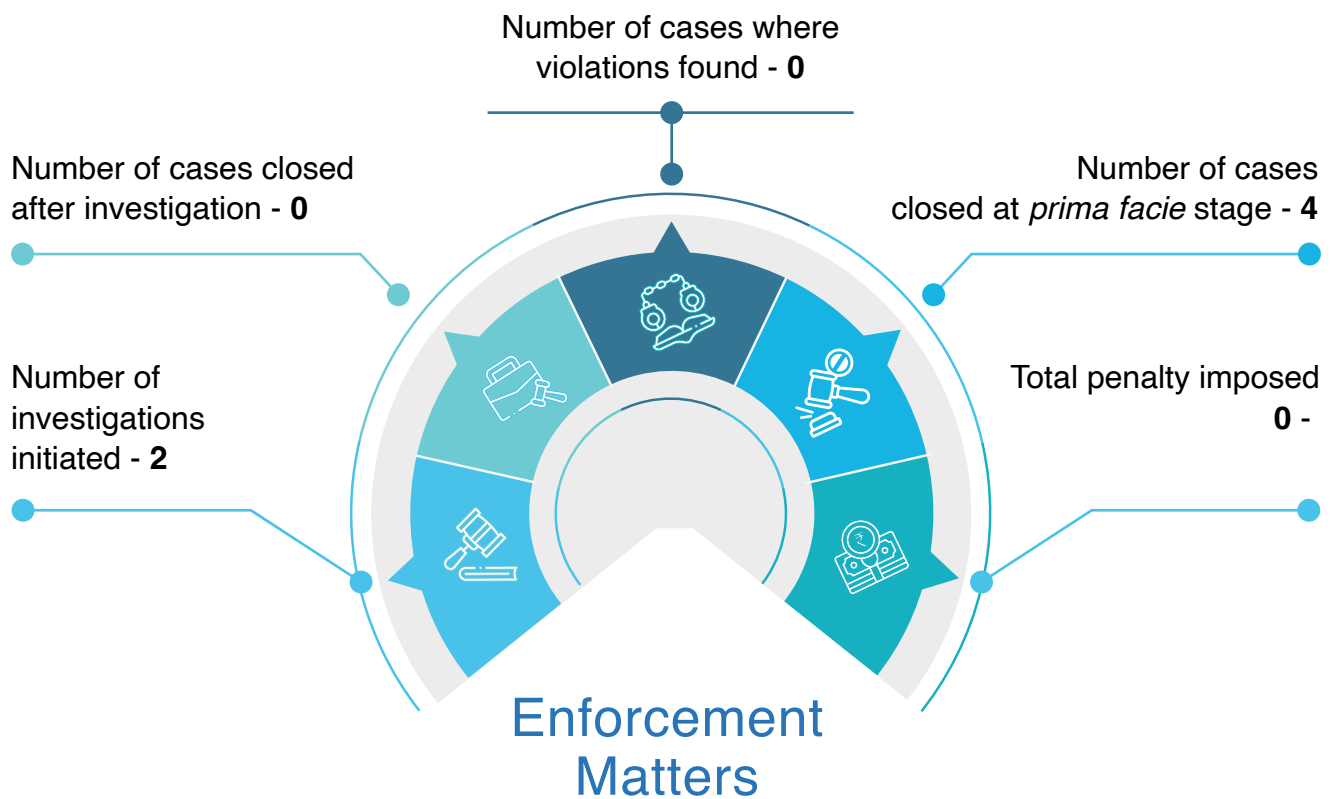 Number of cases where
violations found - 0
Number of cases closed
after investigation - 0
Number of cases
closed at prima facie stage - 4
Number of
investigations
initiated - 2
Total penalty imposed
0 -
Enforcement
Matters